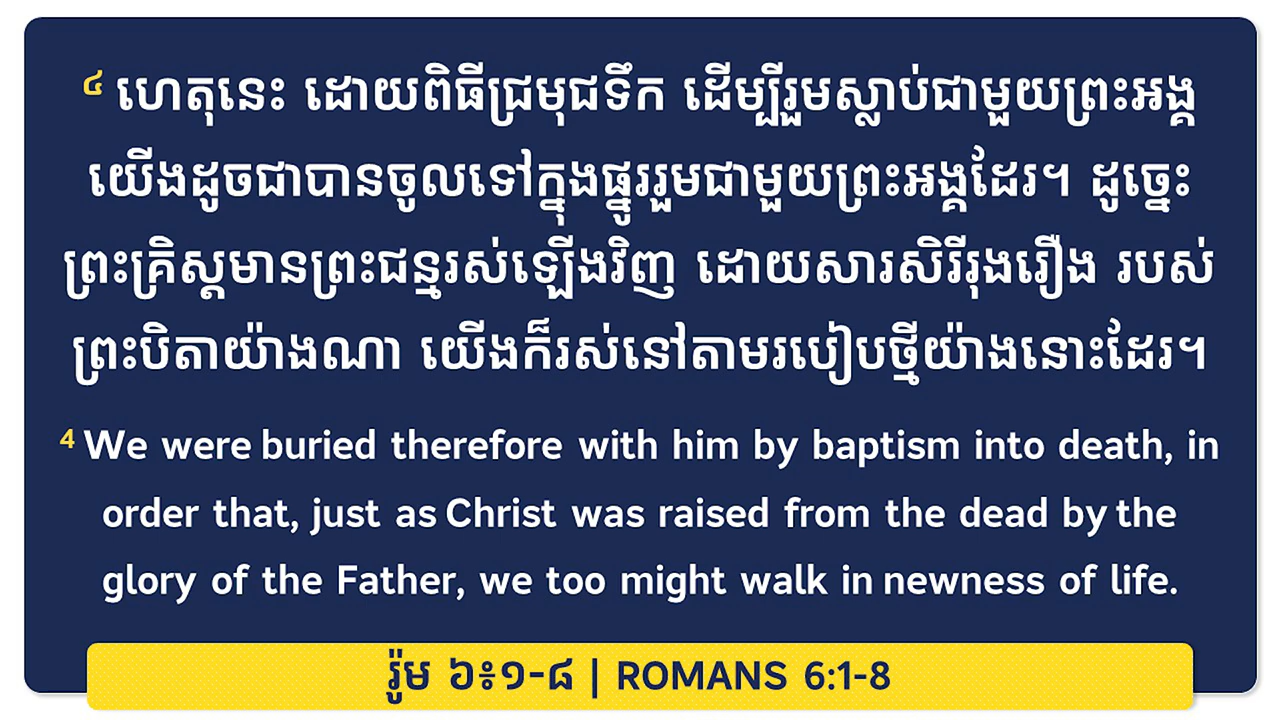 ៤ ហេតុនេះ ដោយពិធីជ្រមុជទឹក ដើម្បីរួមស្លាប់ជាមួយព្រះអង្គ
យើងដូចជាបានចូលទៅក្នុងផ្នូររួមជាមួយព្រះអង្គដែរ។ ដូច្នេះ
ព្រះគ្រិស្តមានព្រះជន្មរស់ឡើងវិញ ដោយសារសិរីរុងរឿង របស់
ព្រះបិតាយ៉ាងណា យើងក៏រស់នៅតាមរបៀបថ្មីយ៉ាងនោះដែរ។
4 We were buried therefore with him by baptism into death, in
order that, just as Christ was raised from the dead by the
glory of the Father, we too might walk in newness of life.
រ៉ូម ៦៖១-៨ | ROMANS 6:1-8